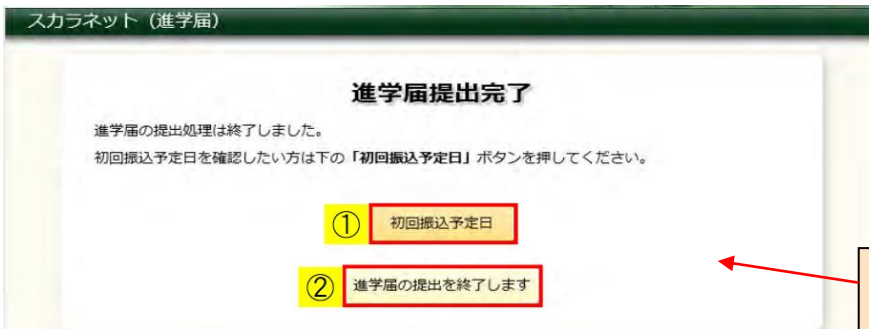 スカラネット（進学届）
進学届提出完了
進学届の提出処理は終了しました。
初回振込予定日を確認したい方は下の「初回振込予定日」ボタンを押してください。
① 初回振込予定日
② 進学届の提出を終了します